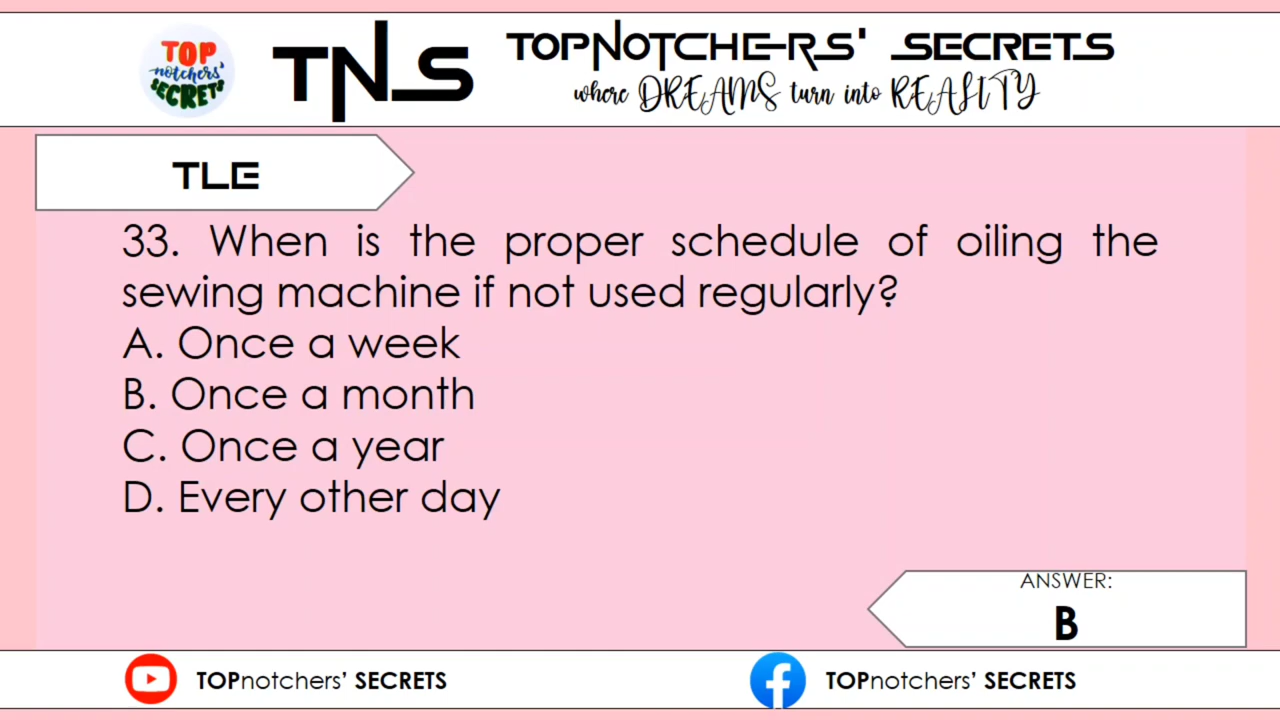 TOP
notchers'
SECRETS
TNS
TOPNOTCHERS' SECRETS
where DREAMS turn into REALITY
TLE
33. When is the proper schedule of oiling the
sewing machine if not used regularly?
A. Once a week
B. Once a month
C. Once a year
D. Every other day
ANSWER:
B
TOPnotchers' SECRETS
TOPnotchers' SECRETS